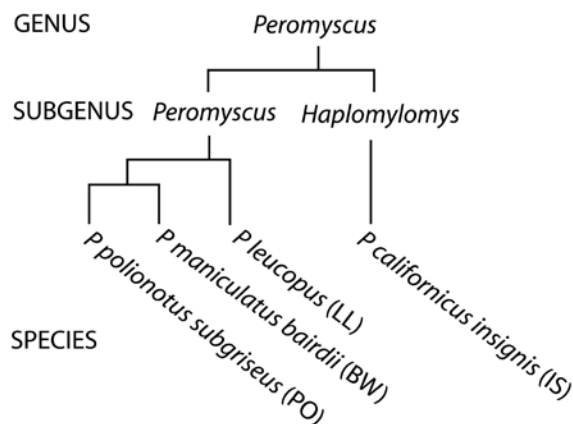 GENUS Peromyscus
SUBGENUS Peromyscus Haplomylomys
P polionotus subgriseus (PO)
P maniculatus bairdii (BW)
P leucopus (LL)
P californicus insignis (IS)
SPECIES